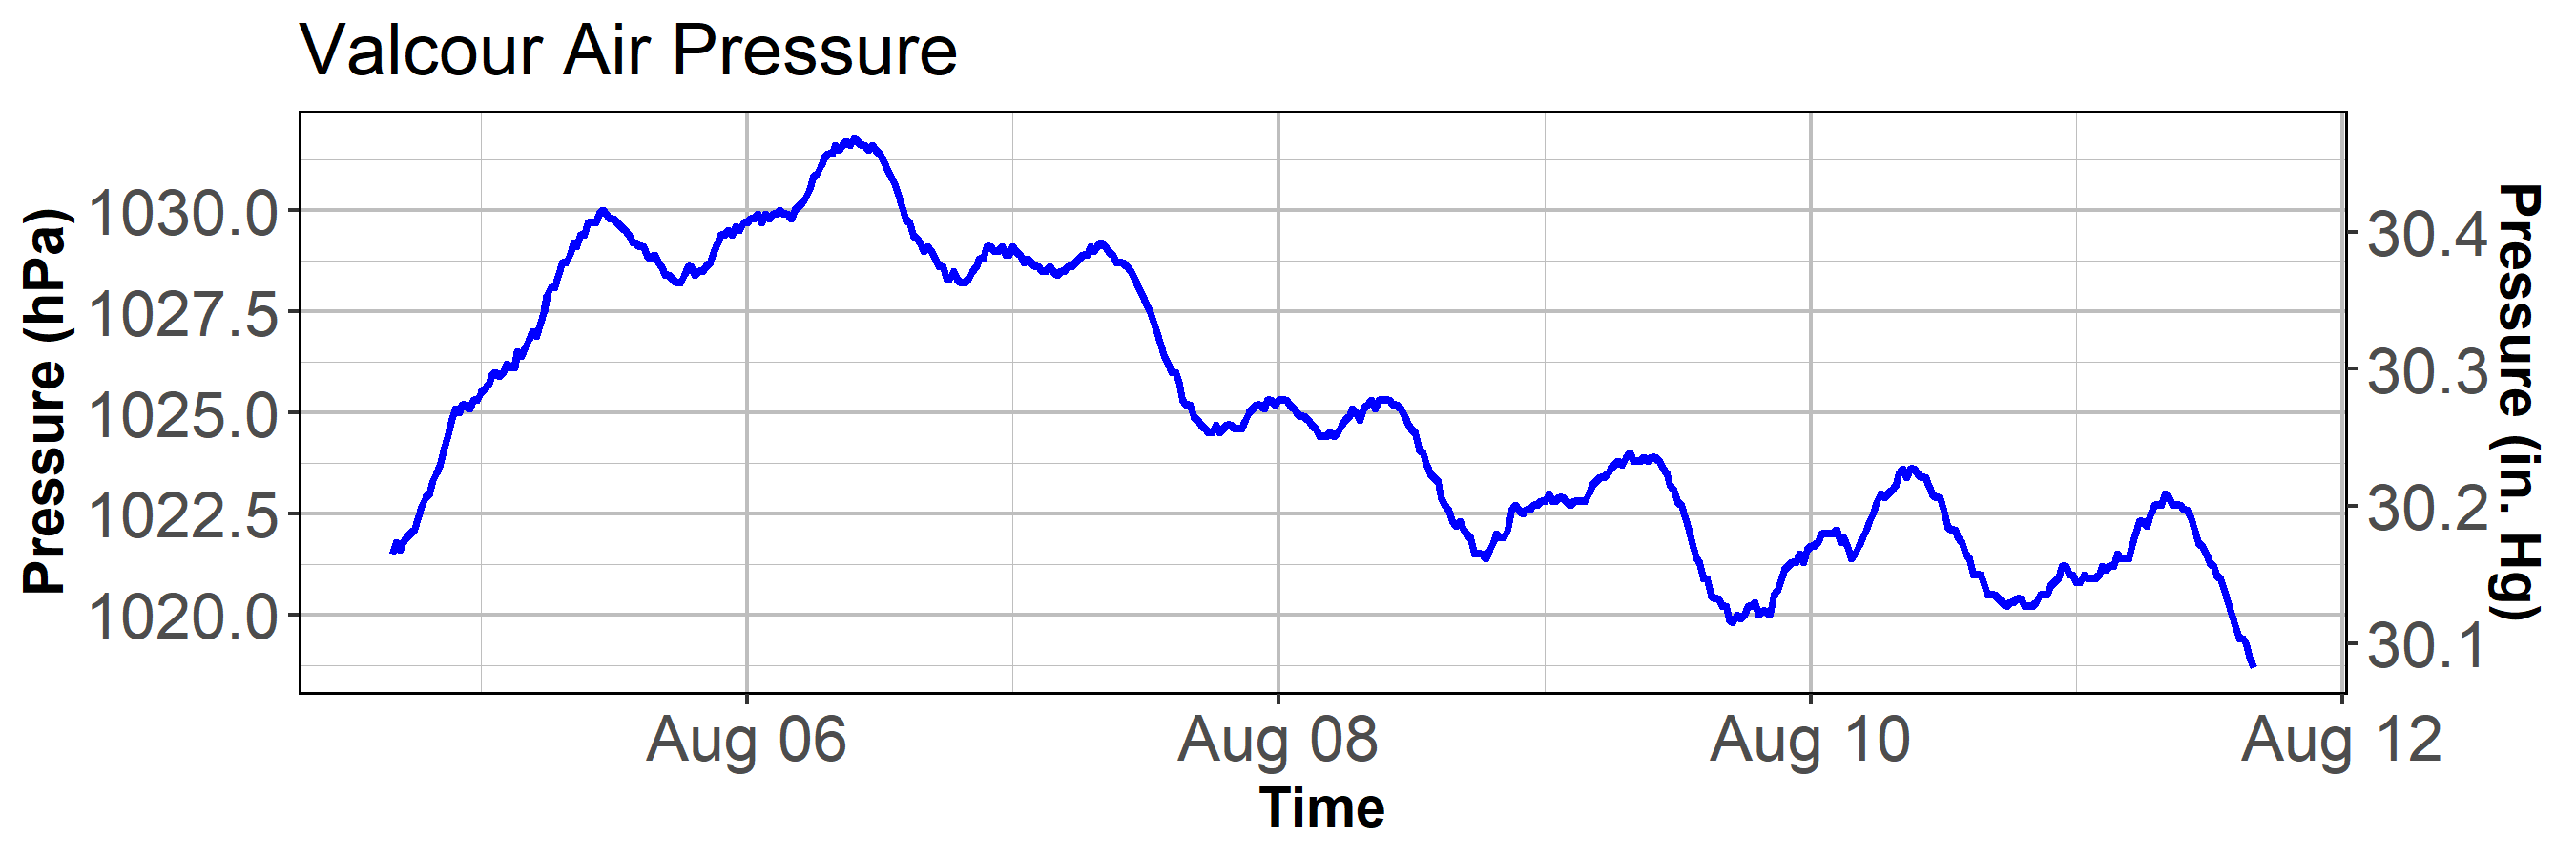 Valcour Air Pressure
Pressure (hPa)
1030.0
1027.5
1025.0
1022.5
1020.0
30.4
30.3
30.2
30.1
Pressure (in. Hg)
Aug 06 Aug 08 Aug 10 Aug 12
Time